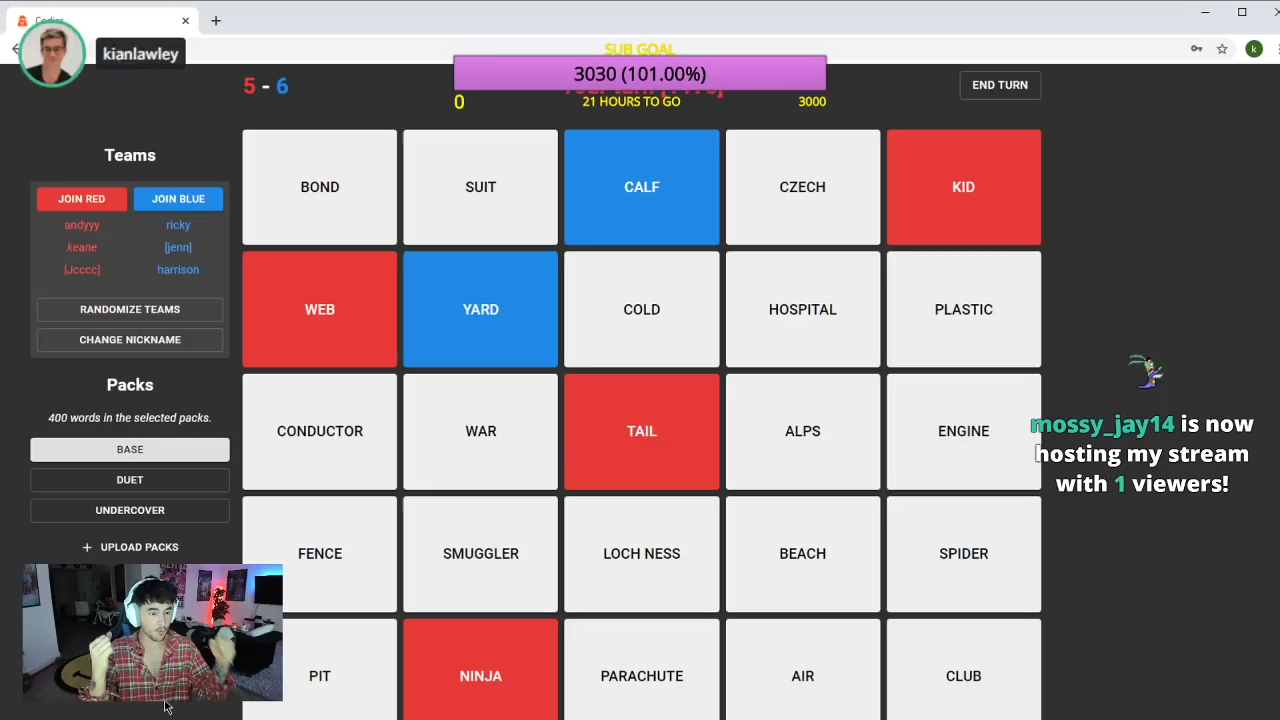 kianlawley
SUB GOAL
3030 (101.00%)
0
21 HOURS TO GO
3000
5 - 6
END TURN
Teams
JOIN RED
JOIN BLUE
andyyy
ricky
keane
[jenn]
[Jcccc]
harrison
RANDOMIZE TEAMS
CHANGE NICKNAME
Packs
400 words in the selected packs.
BASE
DUET
UNDERCOVER
+ UPLOAD PACKS
BOND
SUIT
CALF
CZECH
KID
WEB
YARD
COLD
HOSPITAL
PLASTIC
CONDUCTOR
WAR
TAIL
ALPS
ENGINE
FENCE
SMUGGLER
LOCH NESS
BEACH
SPIDER
PIT
NINJA
PARACHUTE
AIR
CLUB
mossy_jay14 is now
hosting my stream
with 1 viewers!
k